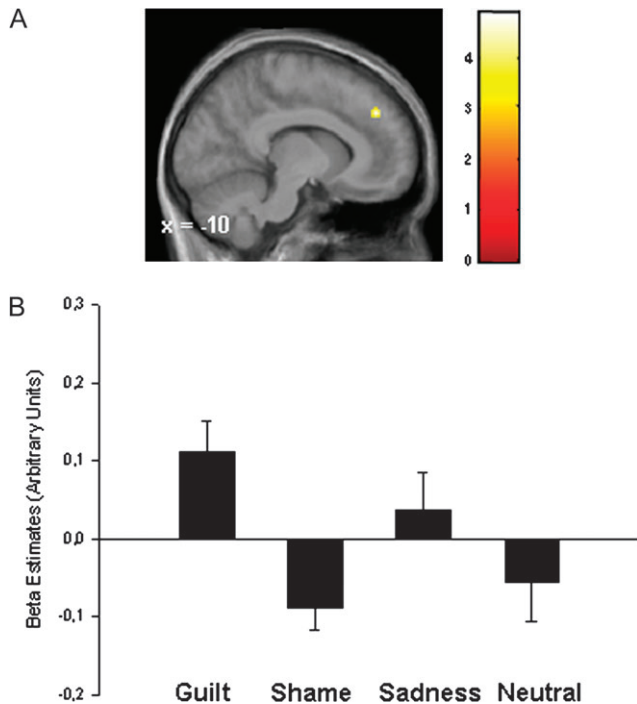 A
x = -10
4
3
2
1
0
B
Beta Estimates (Arbitrary Units)
0,3
0,2
0,1
0,0
-0,1
-0,2
Guilt Shame Sadness Neutral